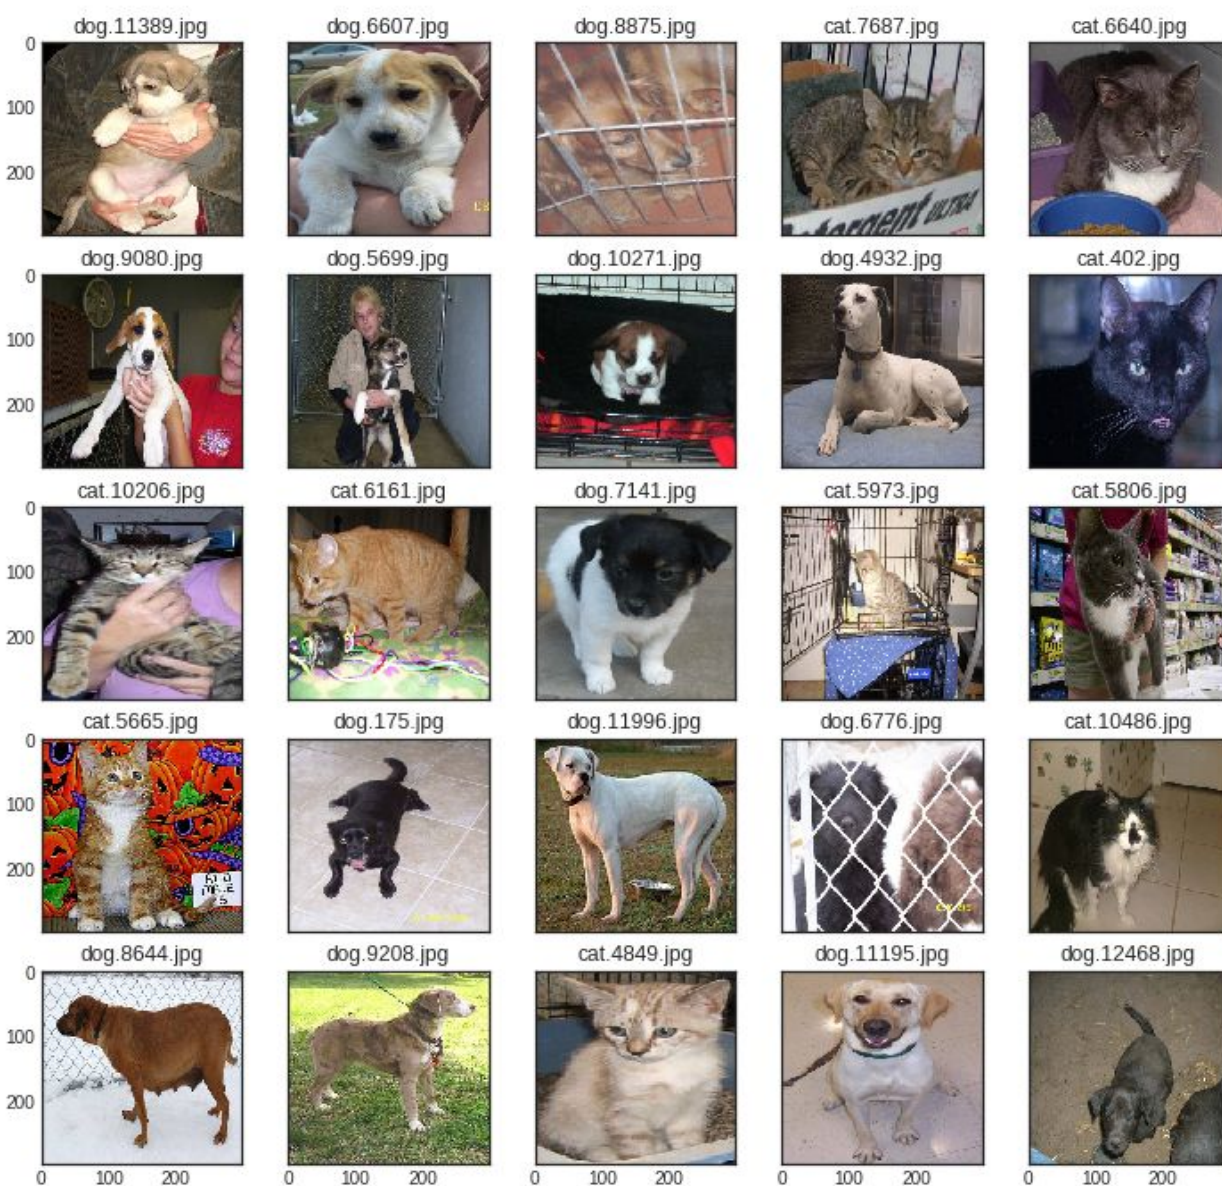 dog.11389.jpg dog.6607.jpg dog.8875.jpg cat.7687.jpg cat.6640.jpg
0
100
200
ULTRA
dog.9080.jpg dog.5699.jpg dog.10271.jpg dog.4932.jpg cat.402.jpg
0
100
200
cat.10206.jpg cat.6161.jpg dog.7141.jpg cat.5973.jpg cat.5806.jpg
0
100
200
cat.5665.jpg dog.175.jpg dog.11996.jpg dog.6776.jpg cat.10486.jpg
0
100
200
dog.8644.jpg dog.9208.jpg cat.4849.jpg dog.11195.jpg dog.12468.jpg
0
100
200
0 100 200 0 100 200 0 100 200 0 100 200 0 100 200